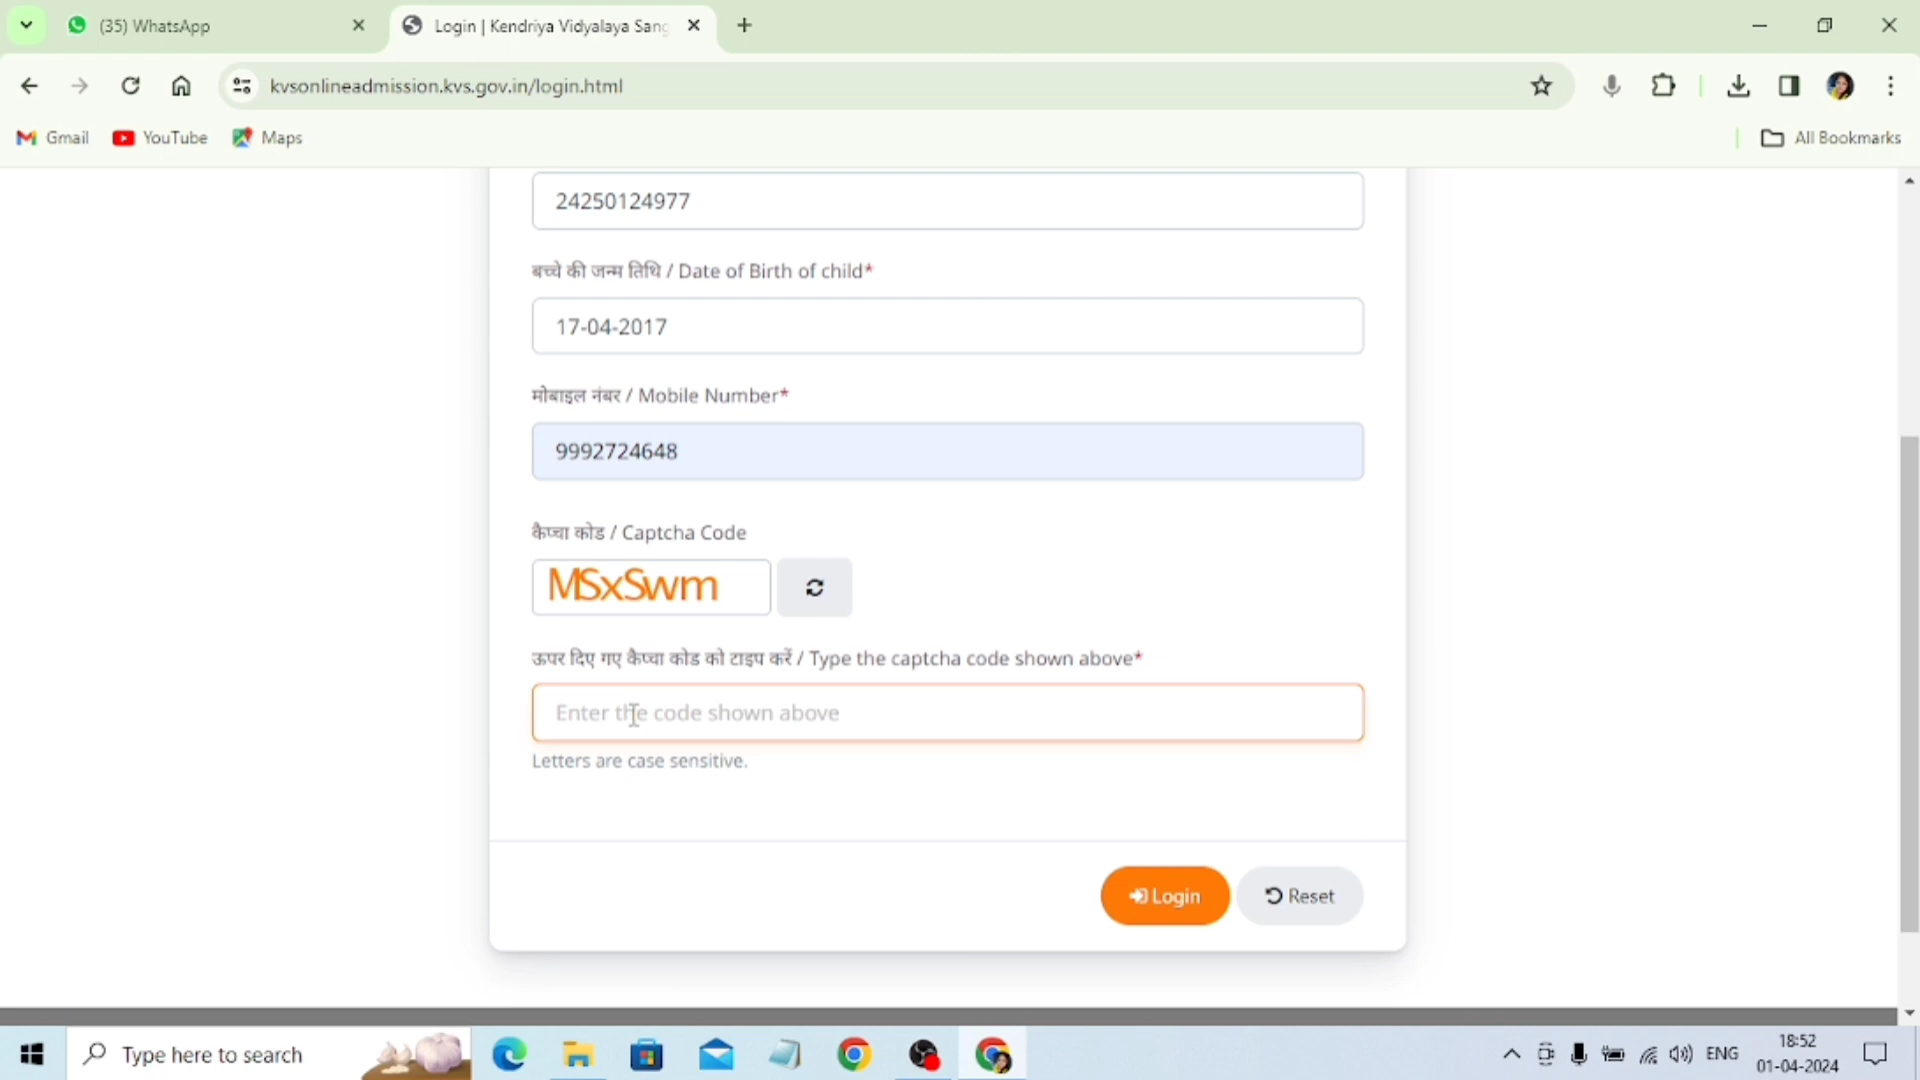 (35) WhatsApp
Login | Kendriya Vidyalaya Sang
kvsonlineadmission.kvs.gov.in/login.html
Gmail
YouTube
Maps
All Bookmarks
24250124977
बच्चे की जन्म तिथि / Date of Birth of child*
17-04-2017
मोबाइल नंबर / Mobile Number*
9992724648
कैप्चा कोड / Captcha Code
MSxSwm
ऊपर दिए गए कैप्चा कोड को टाइप करें / Type the captcha code shown above*
Enter the code shown above
Letters are case sensitive.
Login
Reset
Type here to search
ENG
18:52
01-04-2024